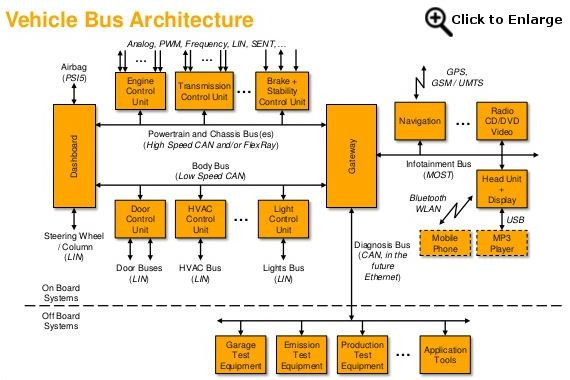 Vehicle Bus Architecture
Click to Enlarge
Analog, PWM, Frequency, LIN, SENT,...
GPS,
GSM / UMTS
Airbag
(PSI5)
...
...
...
Engine
Control
Unit
Transmission
Control Unit
...
Brake +
Stability
Control Unit
Navigation
...
Radio
CD/DVD
Video
Dashboard
Powertrain and Chassis Bus(es)
(High Speed CAN and/or FlexRay)
Gateway
Infotainment Bus
(MOST)
Body Bus
(Low Speed CAN)
Head Unit
+
Display
Bluetooth
WLAN
USB
Door
Control
Unit
HVAC
Control
Unit
...
Light
Control
Unit
Mobile
Phone
MP3
Player
Steering Wheel
/ Column
(LIN)
Door Buses
(LIN)
HVAC Bus
(LIN)
Lights Bus
(LIN)
Diagnosis Bus
(CAN, in the
future
Ethernet)
On Board
Systems
Off Board
Systems
Garage
Test
Equipment
Emission
Test
Equipment
Production
Test
Equipment
...
Application
Tools